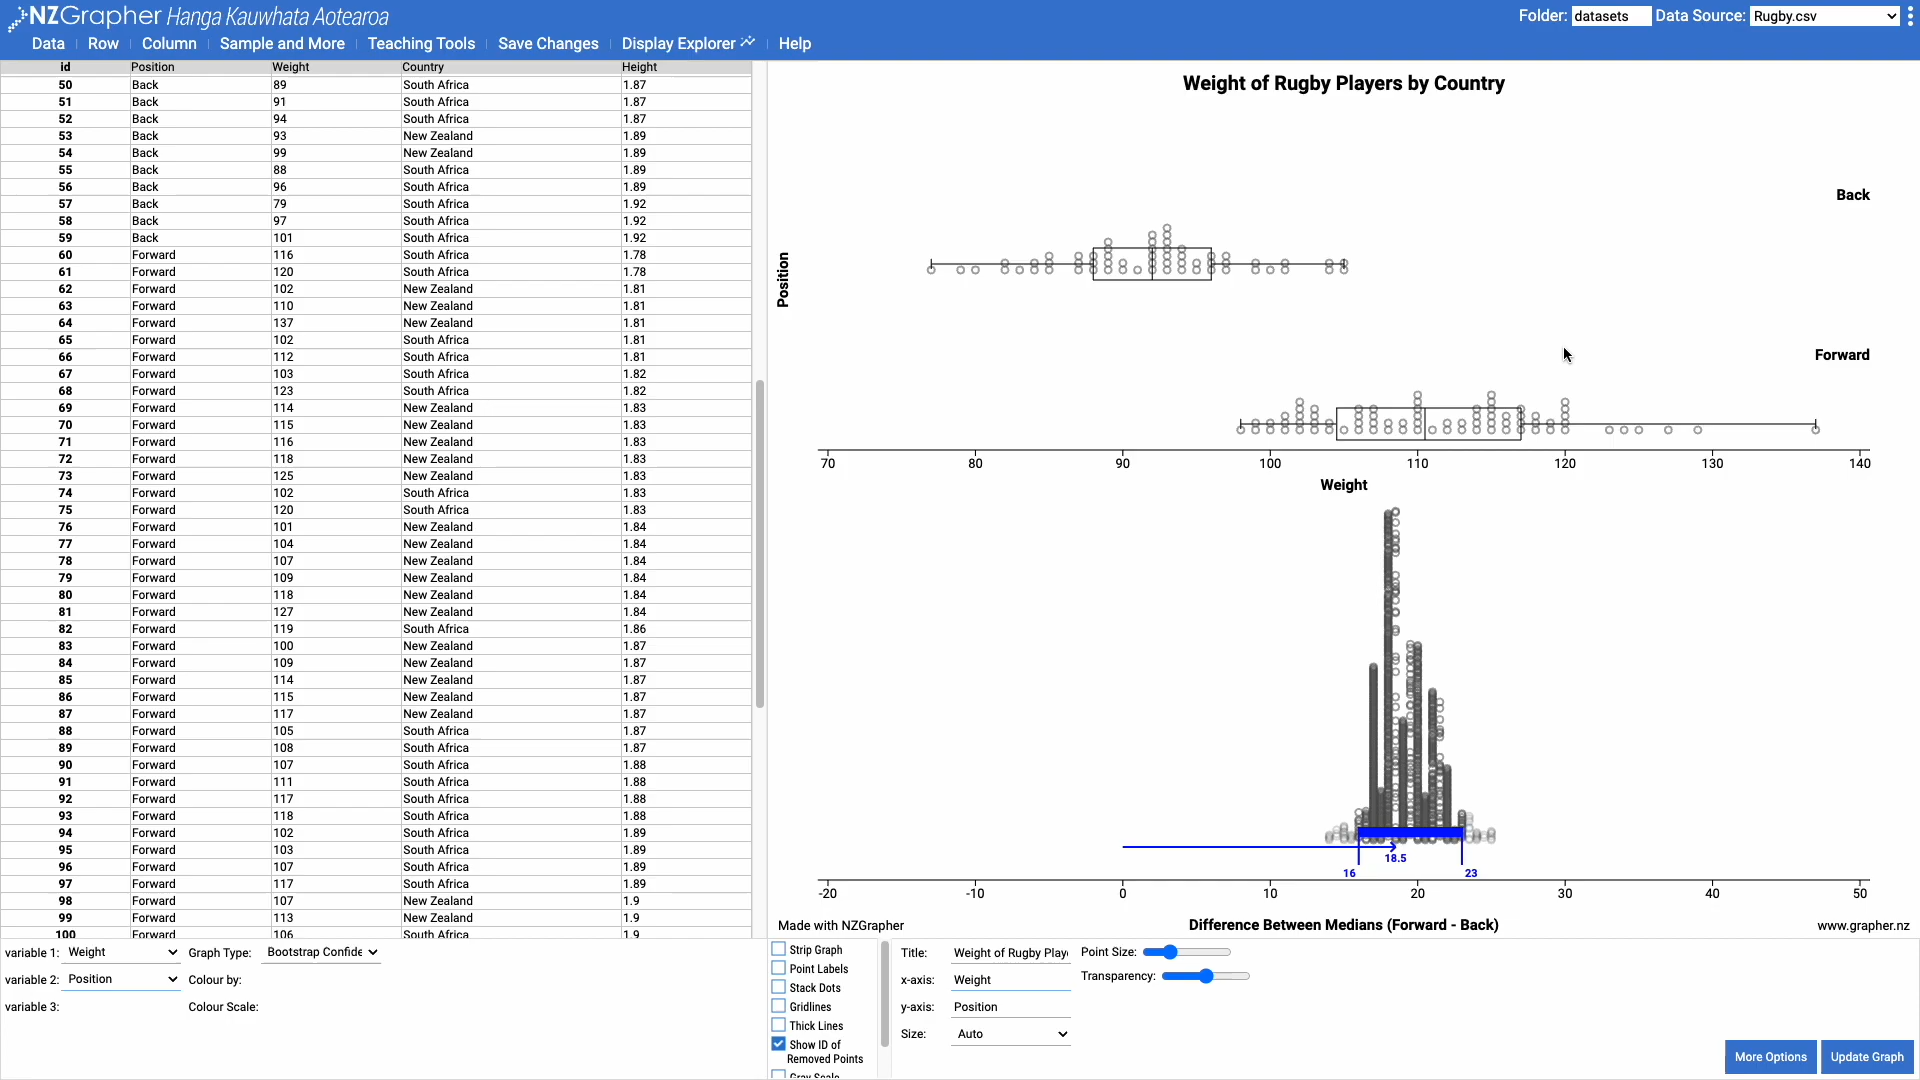 NZGrapher Hanga Kauwhata Aotearoa
Folder: datasets Data Source: Rugby.csv
Data Row Column Sample and More Teaching Tools Save Changes Display Explorer Help
id Position Weight Country Height
50 Back 89 South Africa 1.87
51 Back 91 South Africa 1.87
52 Back 94 South Africa 1.87
53 Back 93 New Zealand 1.89
54 Back 99 New Zealand 1.89
55 Back 88 South Africa 1.89
56 Back 96 South Africa 1.89
57 Back 79 South Africa 1.92
58 Back 97 South Africa 1.92
59 Back 101 South Africa 1.92
60 Forward 116 South Africa 1.78
61 Forward 120 South Africa 1.78
62 Forward 102 New Zealand 1.81
63 Forward 110 New Zealand 1.81
64 Forward 137 New Zealand 1.81
65 Forward 102 South Africa 1.81
66 Forward 112 South Africa 1.81
67 Forward 103 South Africa 1.82
68 Forward 123 South Africa 1.82
69 Forward 114 New Zealand 1.83
70 Forward 115 New Zealand 1.83
71 Forward 116 New Zealand 1.83
72 Forward 118 New Zealand 1.83
73 Forward 125 New Zealand 1.83
74 Forward 102 South Africa 1.83
75 Forward 120 South Africa 1.83
76 Forward 101 New Zealand 1.84
77 Forward 104 New Zealand 1.84
78 Forward 107 New Zealand 1.84
79 Forward 109 New Zealand 1.84
80 Forward 118 New Zealand 1.84
81 Forward 127 New Zealand 1.84
82 Forward 119 South Africa 1.86
83 Forward 100 New Zealand 1.87
84 Forward 109 New Zealand 1.87
85 Forward 114 New Zealand 1.87
86 Forward 115 New Zealand 1.87
87 Forward 117 New Zealand 1.87
88 Forward 105 South Africa 1.87
89 Forward 108 South Africa 1.87
90 Forward 107 South Africa 1.88
91 Forward 111 South Africa 1.88
92 Forward 117 South Africa 1.88
93 Forward 118 South Africa 1.88
94 Forward 102 South Africa 1.89
95 Forward 103 South Africa 1.89
96 Forward 107 South Africa 1.89
97 Forward 117 South Africa 1.89
98 Forward 107 New Zealand 1.9
99 Forward 113 New Zealand 1.9
100 Forward 106 South Africa 1.9
Weight of Rugby Players by Country
Back
Position
Forward
70 80 90 100 110 120 130 140
Weight
18.5
16 23
-20 -10 0 10 20 30 40 50
Made with NZGrapher
Difference Between Medians (Forward - Back)
www.grapher.nz
variable 1: Weight Graph Type: Bootstrap Confide
variable 2: Position Colour by:
variable 3: Colour Scale:
Strip Graph
Point Labels
Stack Dots
Gridlines
Thick Lines
Show ID of
Removed Points
Gray Scale
Title: Weight of Rugby Play
x-axis: Weight
y-axis: Position
Size: Auto
Point Size:
Transparency:
More Options Update Graph